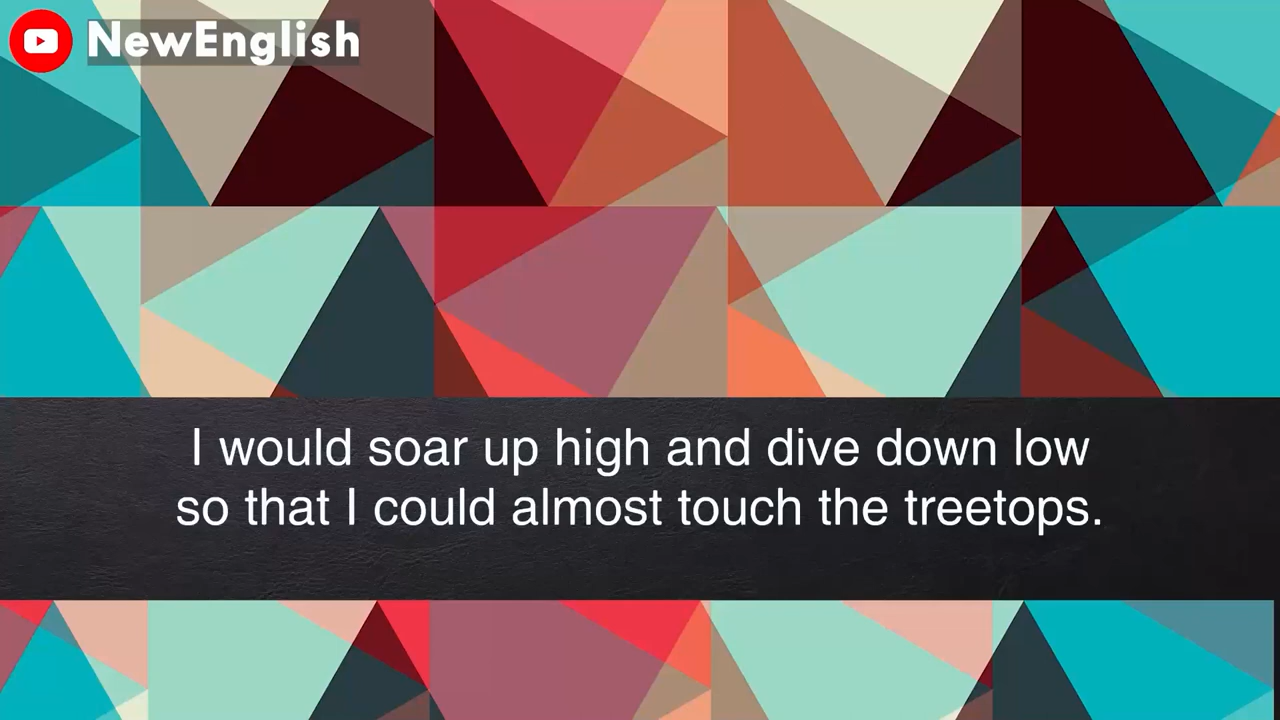 NewEnglish
I would soar up high and dive down low
so that I could almost touch the treetops.